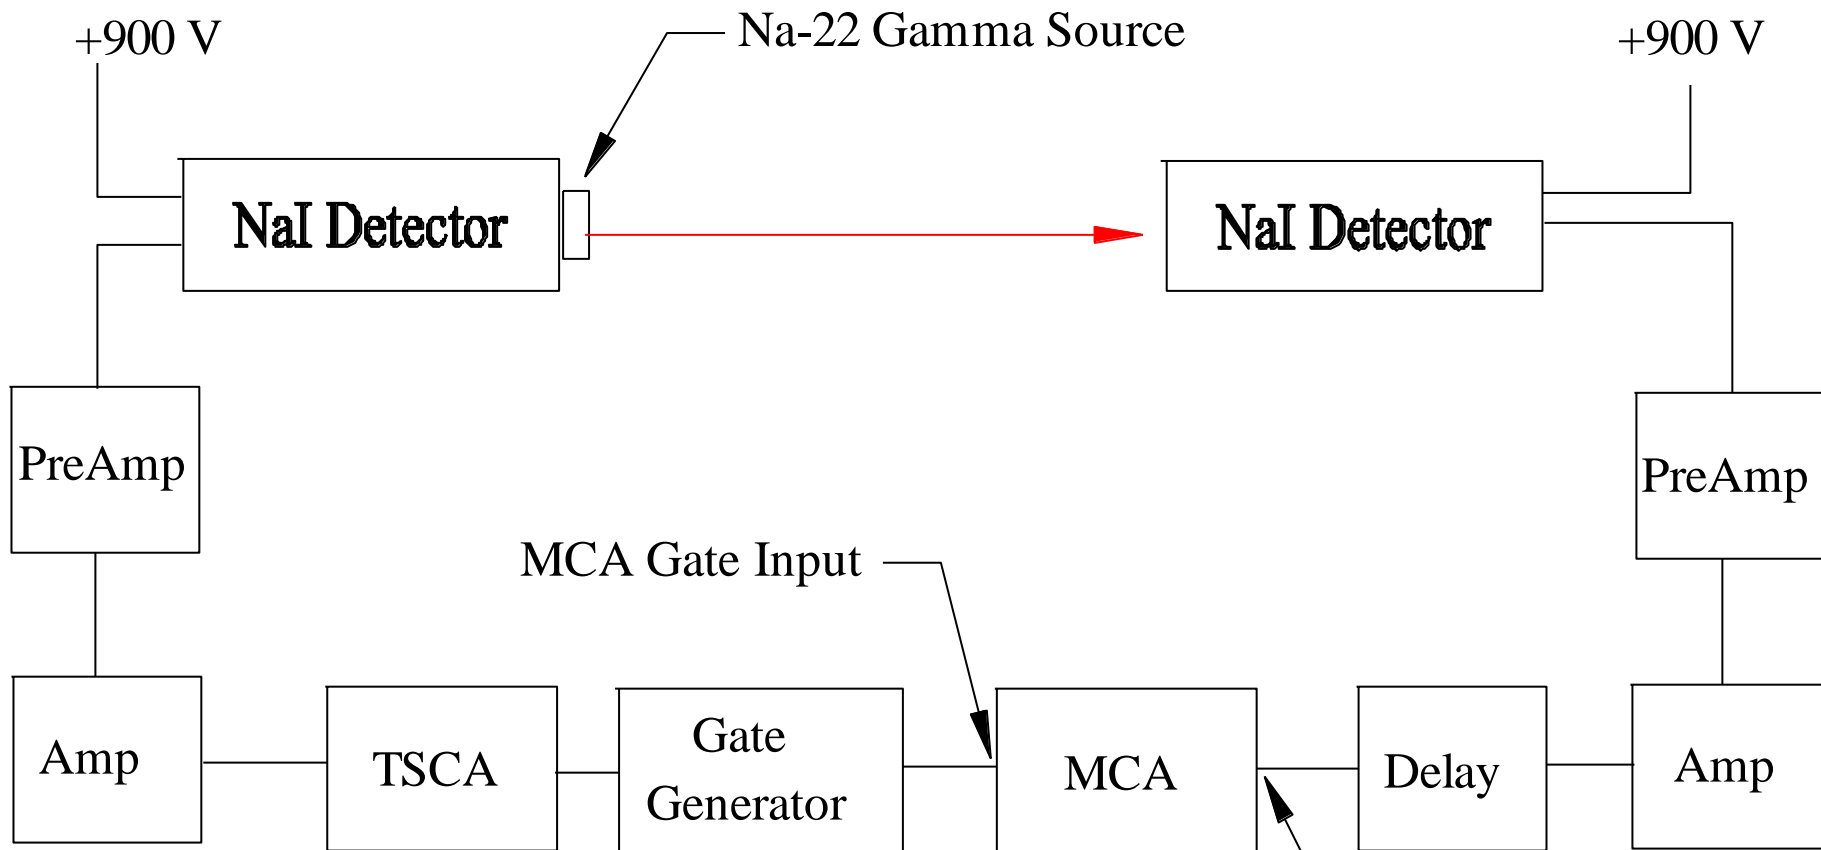 +900 V
Na-22 Gamma Source
+900 V
NaI Detector
NaI Detector
PreAmp
PreAmp
MCA Gate Input
Amp
TSCA
Gate
Generator
MCA
Delay
Amp